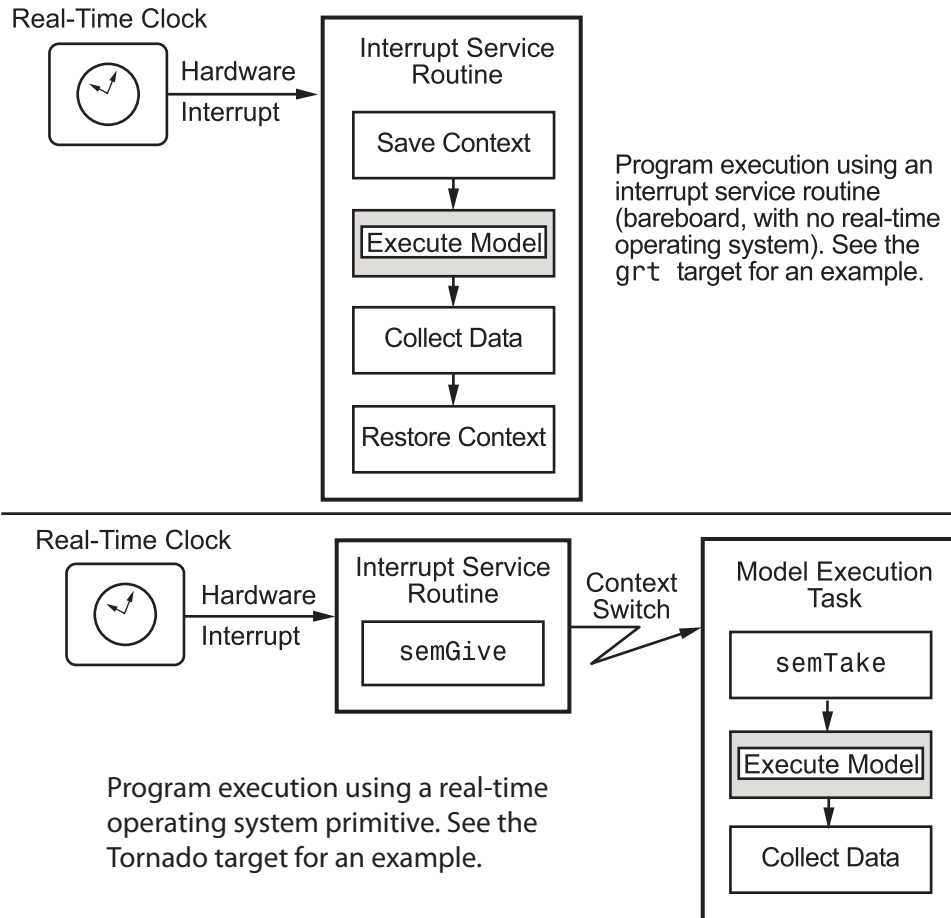 Real-Time Clock
Hardware
Interrupt
Interrupt Service
Routine
Save Context
Execute Model
Collect Data
Restore Context
Program execution using an
interrupt service routine
(bareboard, with no real-time
operating system). See the
grt target for an example.
Real-Time Clock
Hardware
Interrupt
Interrupt Service
Routine
semGive
Context
Switch
Model Execution
Task
semTake
Execute Model
Collect Data
Program execution using a real-time
operating system primitive. See the
Tornado target for an example.